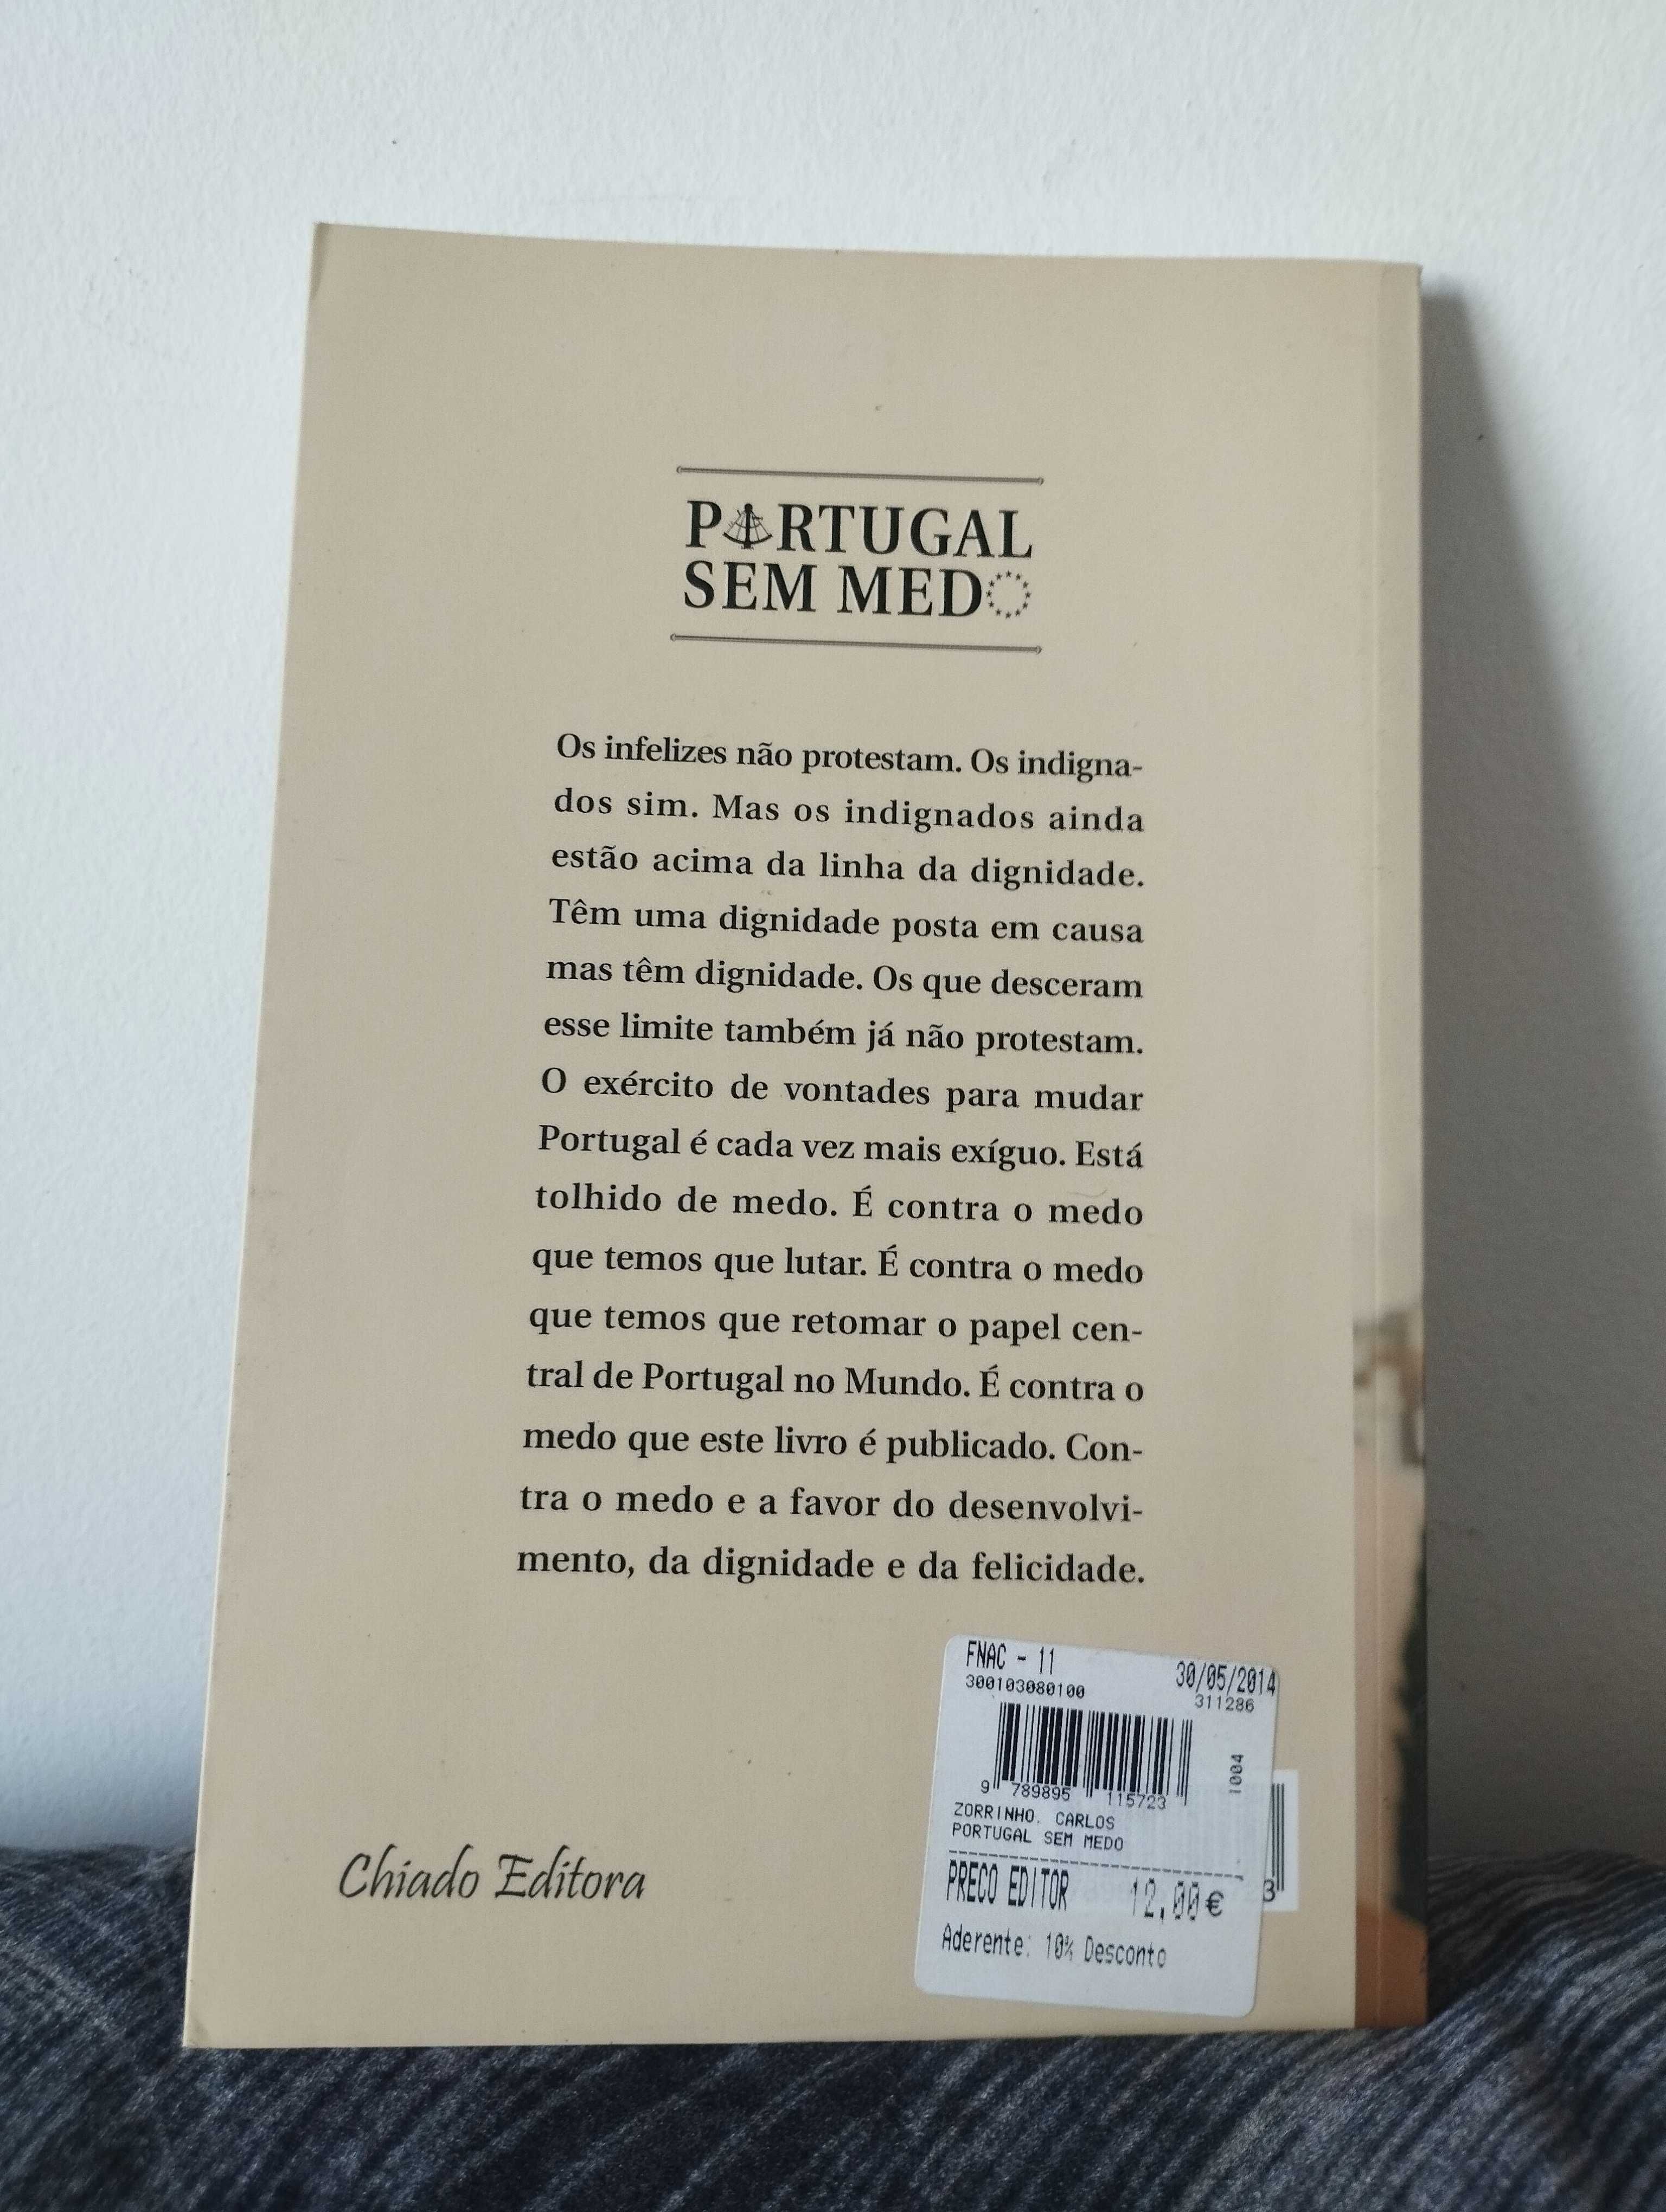 PORTUGAL
SEM MEDO
Os infelizes não protestam. Os indigna-
dos sim. Mas os indignados ainda
estão acima da linha da dignidade.
Têm uma dignidade posta em causa
mas têm dignidade. Os que desceram
esse limite também já não protestam.
O exército de vontades para mudar
Portugal é cada vez mais exíguo. Está
tolhido de medo. É contra o medo
que temos que lutar. É contra o medo
que temos que retomar o papel cen-
tral de Portugal no Mundo. É contra o
medo que este livro é publicado. Con-
tra o medo e a favor do desenvolvi-
mento, da dignidade e da felicidade.
FNAC - 11 30/05/2014
300103080100 311286
1004
9 789895 115723
ZORRINHO, CARLOS
PORTUGAL SEM MEDO
PRECO EDITOR 12,00€
3
Aderente: 10% Desconto
Chiado Editora